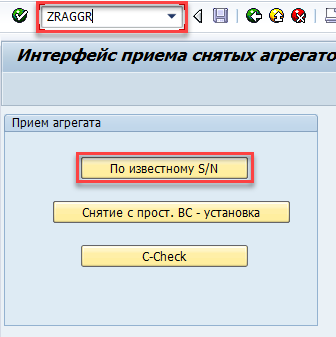 ZRAGGR
Интерфейс приема снятых агрегато
Прием агрегата
По известному S/N
Снятие с прост. ВС - установка
C-Check